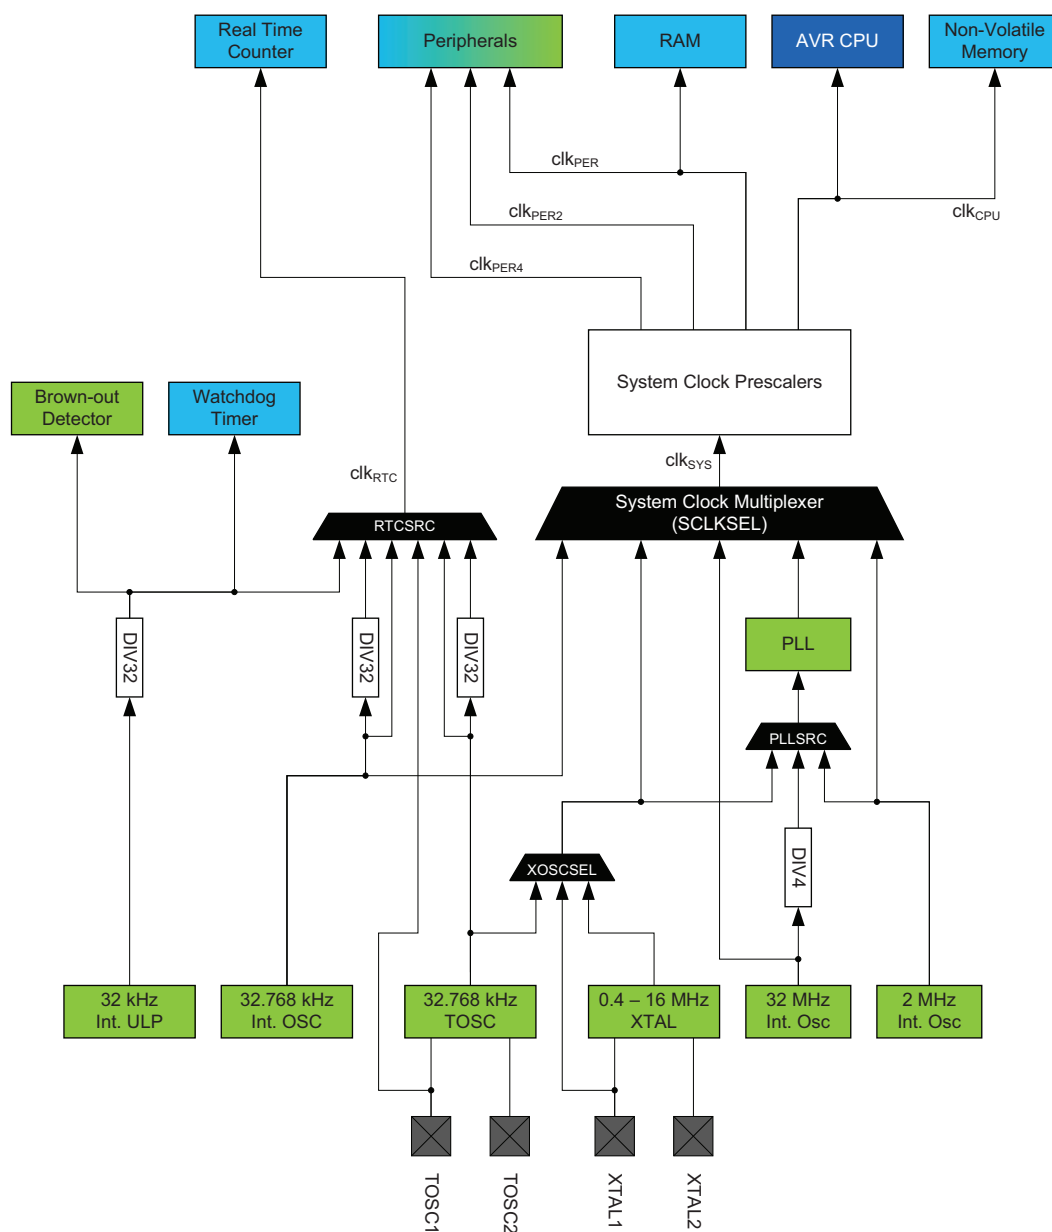 Real Time
Counter
Peripherals
RAM
AVR CPU
Non-Volatile
Memory
clkPER
clkPER2
clkCPU
clkPER4
System Clock Prescalers
Brown-out
Detector
Watchdog
Timer
clkRTC
clkSYS
System Clock Multiplexer
(SCLKSEL)
RTCSRC
DIV32
DIV32
DIV32
PLL
PLLSRC
DIV4
XOSCSEL
32 kHz
Int. ULP
32.768 kHz
Int. OSC
32.768 kHz
TOSC
0.4 – 16 MHz
XTAL
32 MHz
Int. Osc
2 MHz
Int. Osc
TOSC1
TOSC2
XTAL1
XTAL2